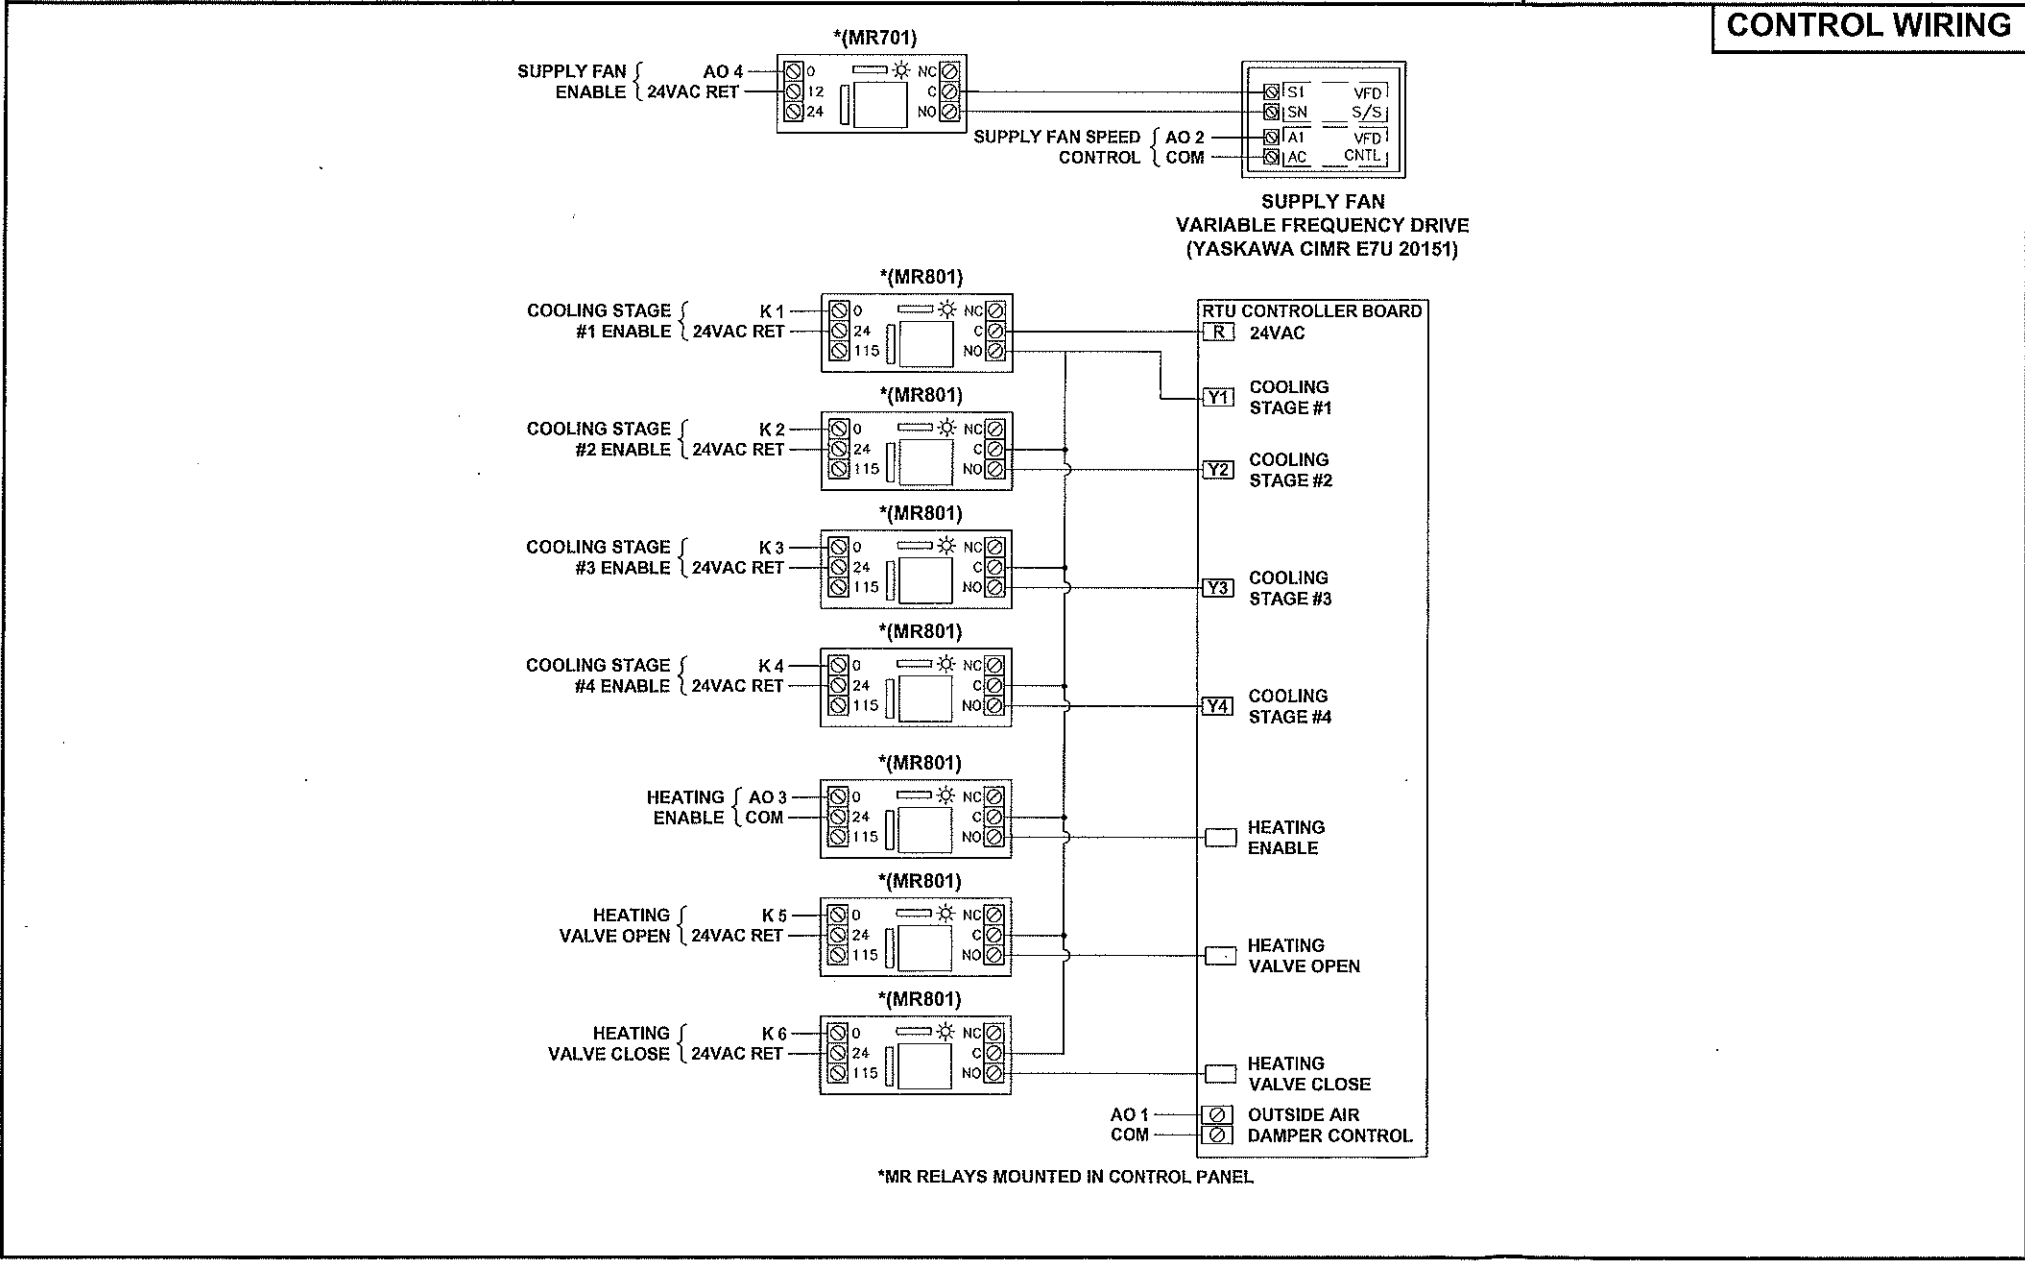 CONTROL WIRING
*(MR701)
SUPPLY FAN ENABLE
AO 4
24VAC RET
0
12
24
NC
C
NO
S1 VFD
SN S/S
A1 VFD
AC CNTL
SUPPLY FAN SPEED CONTROL
AO 2
COM
SUPPLY FAN
VARIABLE FREQUENCY DRIVE
(YASKAWA CIMR E7U 20151)
*(MR801)
COOLING STAGE
#1 ENABLE
K 1
24VAC RET
0
24
115
NC
C
NO
RTU CONTROLLER BOARD
R 24VAC
Y1 COOLING
STAGE #1
*(MR801)
COOLING STAGE
#2 ENABLE
K 2
24VAC RET
0
24
115
NC
C
NO
Y2 COOLING
STAGE #2
*(MR801)
COOLING STAGE
#3 ENABLE
K 3
24VAC RET
0
24
115
NC
C
NO
Y3 COOLING
STAGE #3
*(MR801)
COOLING STAGE
#4 ENABLE
K 4
24VAC RET
0
24
115
NC
C
NO
Y4 COOLING
STAGE #4
*(MR801)
HEATING
ENABLE
AO 3
COM
0
24
115
NC
C
NO
HEATING
ENABLE
*(MR801)
HEATING
VALVE OPEN
K 5
24VAC RET
0
24
115
NC
C
NO
HEATING
VALVE OPEN
*(MR801)
HEATING
VALVE CLOSE
K 6
24VAC RET
0
24
115
NC
C
NO
HEATING
VALVE CLOSE
AO 1
COM
OUTSIDE AIR
DAMPER CONTROL
*MR RELAYS MOUNTED IN CONTROL PANEL